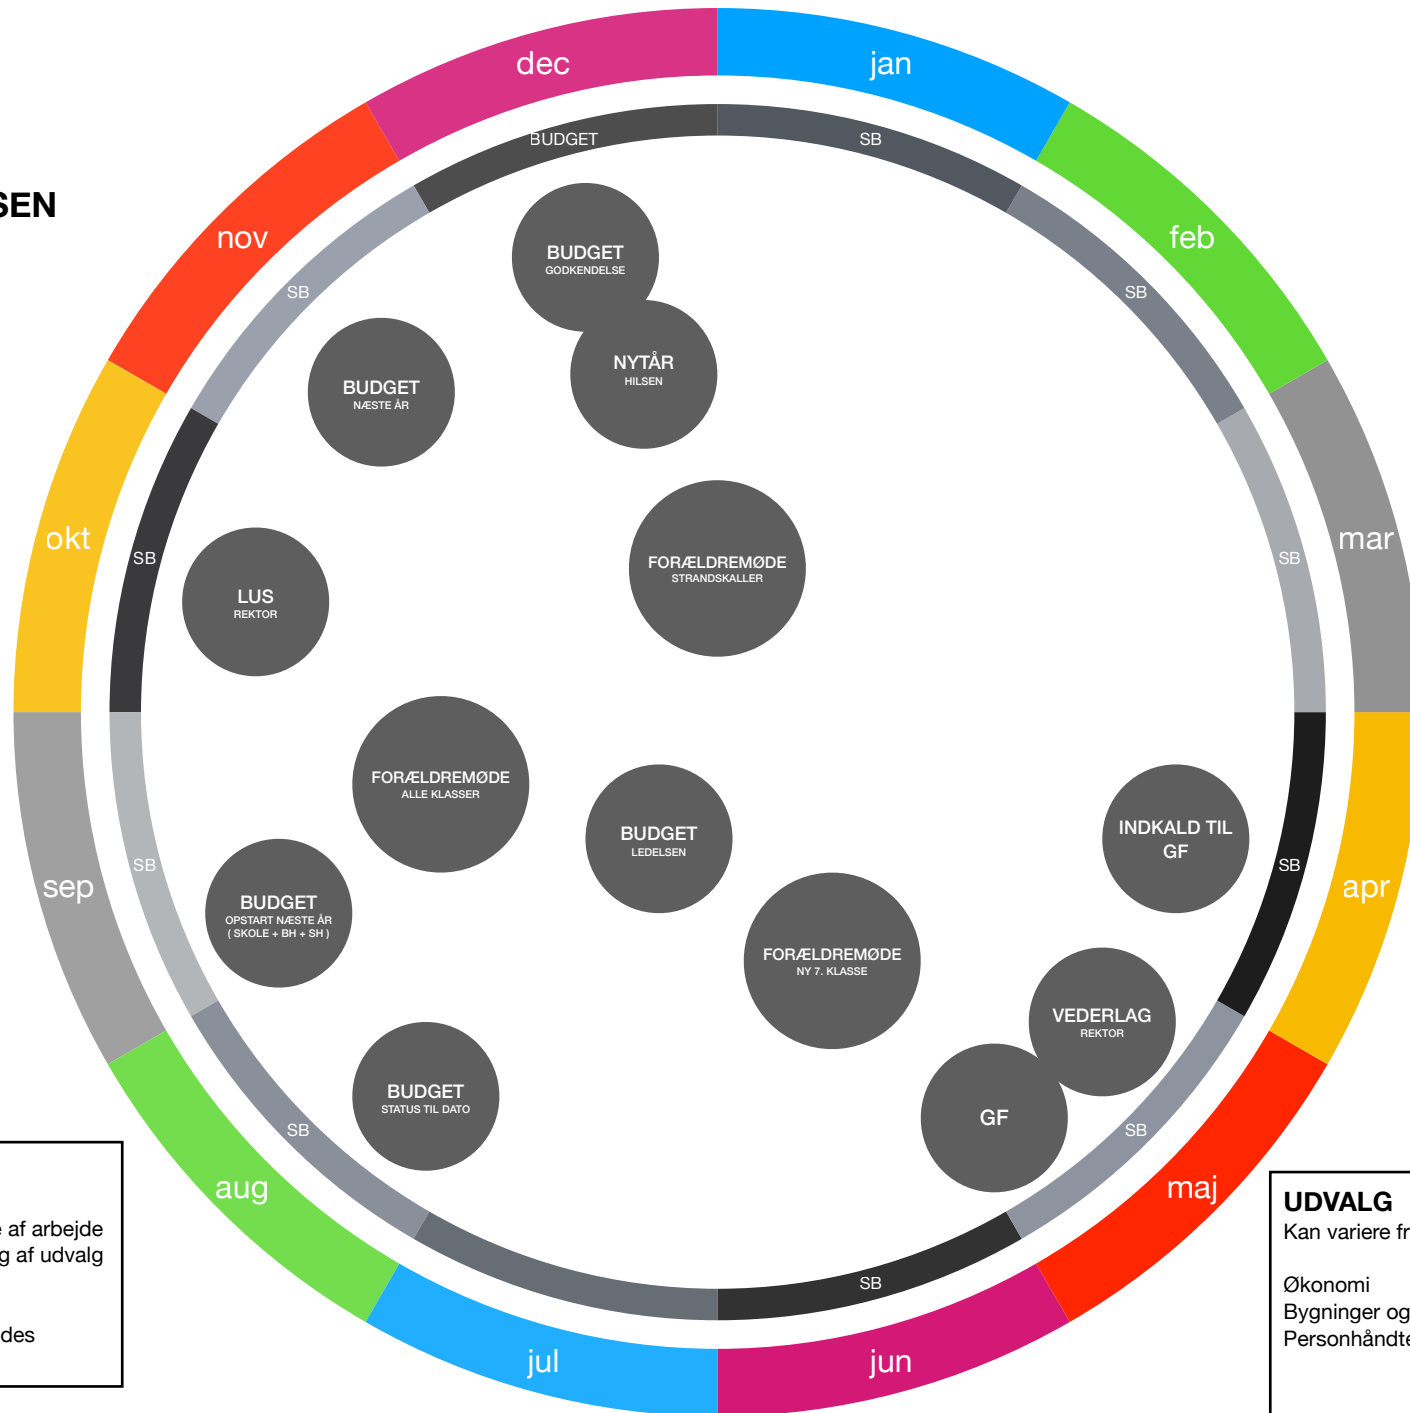 dec
jan
BUDGET
SB
SEN
nov
feb
BUDGET
GODKENDELSE
SB
SB
NYTÅR
HILSEN
BUDGET
NÆSTE ÅR
okt
mar
SB
SB
FORÆLDREMØDE
STRANDSKALLER
LUS
REKTOR
FORÆLDREMØDE
ALLE KLASSER
BUDGET
LEDELSEN
INDKALD TIL
GF
sep
apr
SB
SB
BUDGET
OPSTART NÆSTE ÅR
( SKOLE + BH + SH )
FORÆLDREMØDE
NY 7. KLASSE
VEDERLAG
REKTOR
BUDGET
STATUS TIL DATO
GF
SB
SB
aug
maj
af arbejde
g af udvalg
des
UDVALG
Kan variere fr
Økonomi
Bygninger og
Personhåndte
SB
jul
jun